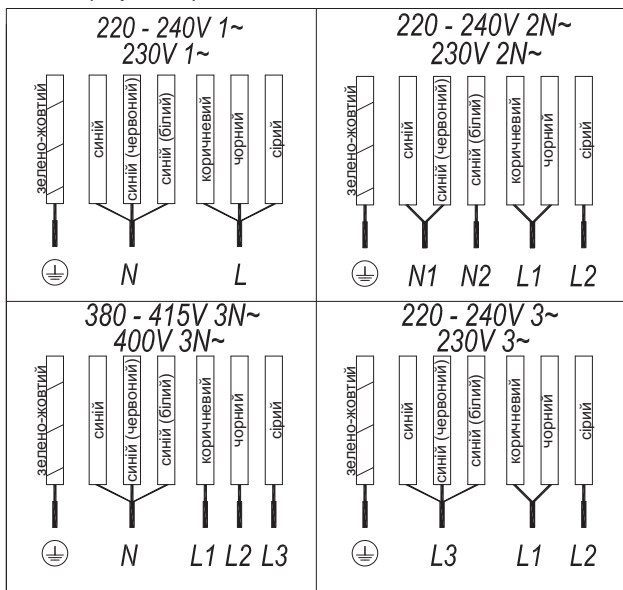 220 - 240V 1~
230V 1~
зелено-жовтий
синій
синій (червоний)
синій (білий)
коричневий
чорний
сірий
N L
220 - 240V 2N~
230V 2N~
зелено-жовтий
синій
синій (червоний)
синій (білий)
коричневий
чорний
сірий
N1 N2 L1 L2
380 - 415V 3N~
400V 3N~
зелено-жовтий
синій
синій (червоний)
синій (білий)
коричневий
чорний
сірий
N L1 L2 L3
220 - 240V 3~
230V 3~
зелено-жовтий
синій
синій (червоний)
синій (білий)
коричневий
чорний
сірий
L3 L1 L2